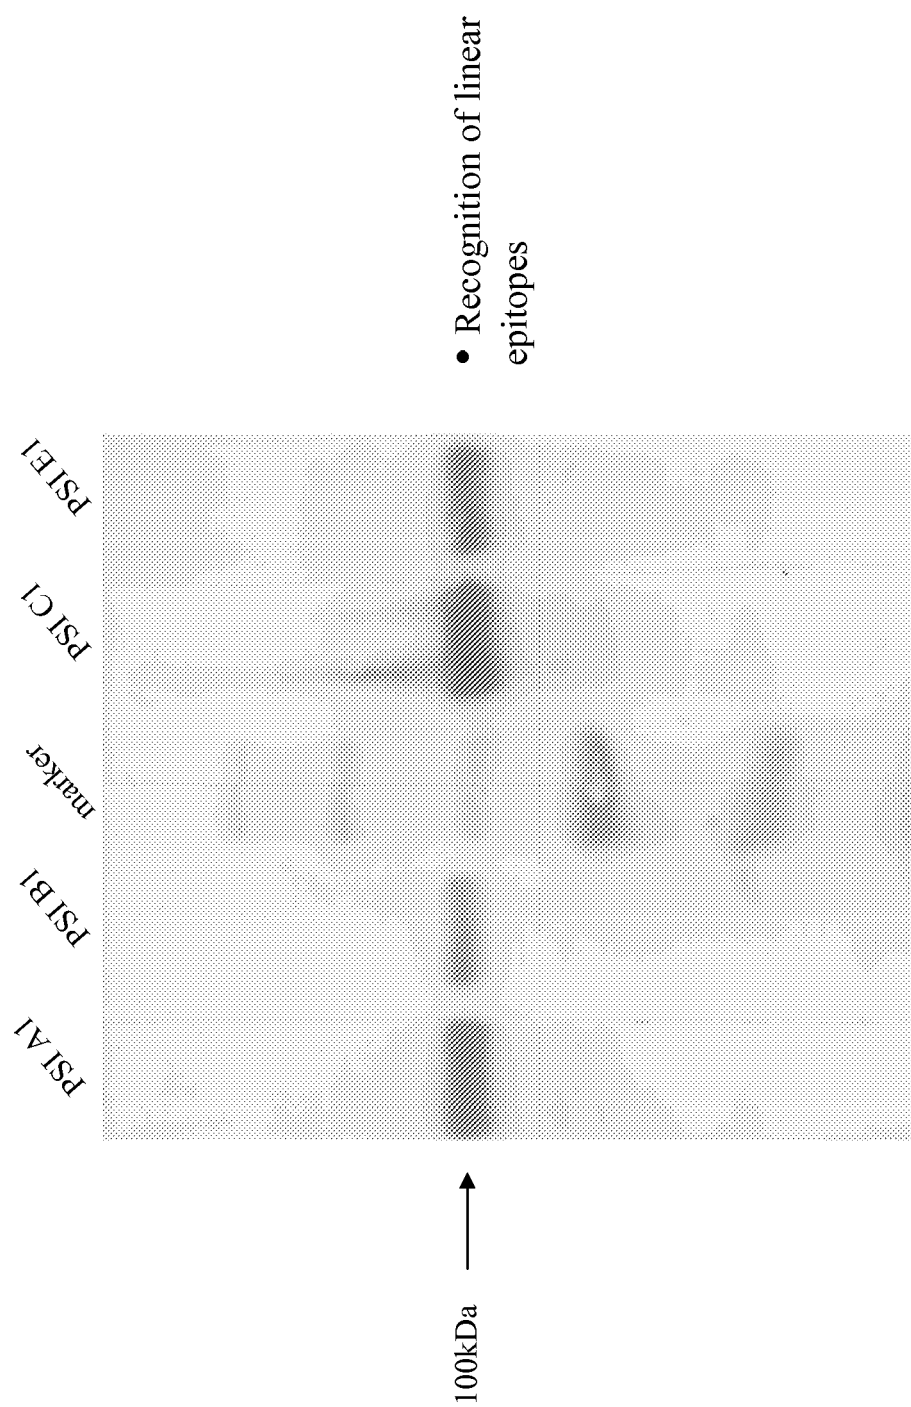 PSI A1
PSI B1
marker
PSI C1
PSI E1
100kDa
• Recognition of linear
epitopes